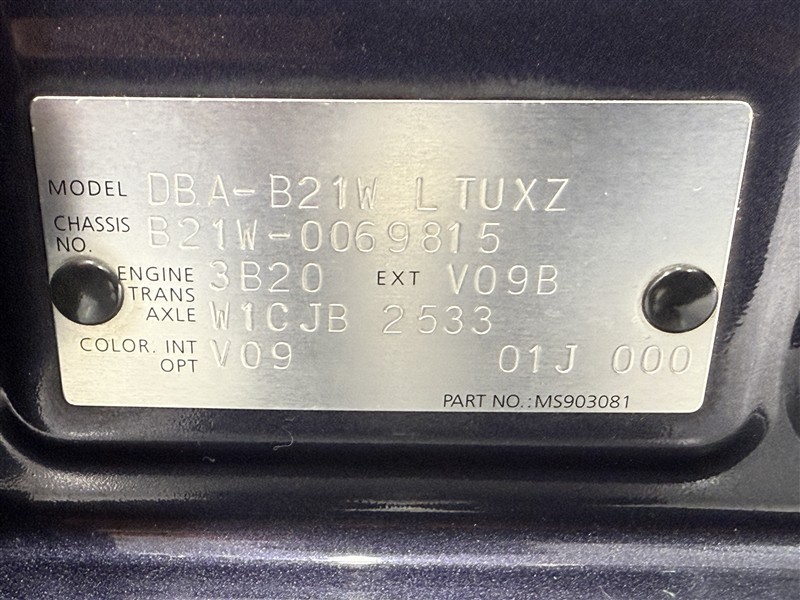 MODEL DBA-B21W LTUXZ
CHASSIS NO. B21W-0069815
ENGINE 3B20 EXT V09B
TRANS AXLE W1CJB 2533
COLOR. INT OPT V09 01J 000
PART NO.:MS903081